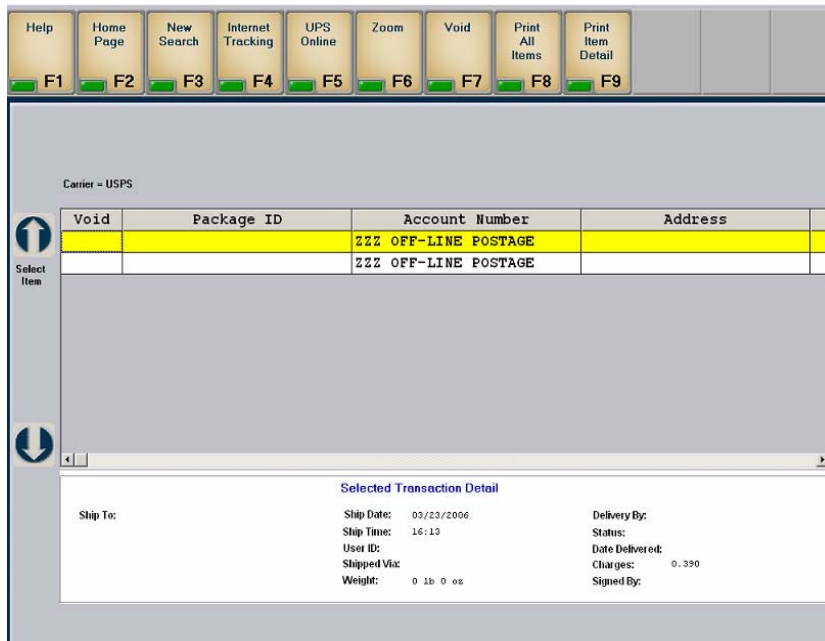 Help
F1
Home
Page
F2
New
Search
F3
Internet
Tracking
F4
UPS
Online
F5
Zoom
F6
Void
F7
Print
All
Items
F8
Print
Item
Detail
F9
Carrier = USPS
Select
Item
Void Package ID Account Number Address
ZZZ OFF-LINE POSTAGE
ZZZ OFF-LINE POSTAGE
Selected Transaction Detail
Ship To:
Ship Date: 03/23/2006
Ship Time: 16:13
User ID:
Shipped Via:
Weight: 0 lb 0 oz
Delivery By:
Status:
Date Delivered:
Charges: 0.390
Signed By: